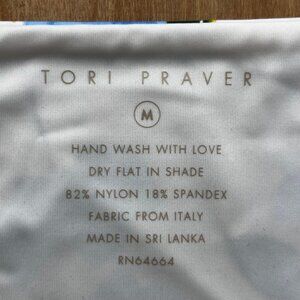 TORI PRAVER
M
HAND WASH WITH LOVE
DRY FLAT IN SHADE
82% NYLON 18% SPANDEX
FABRIC FROM ITALY
MADE IN SRI LANKA
RN64664